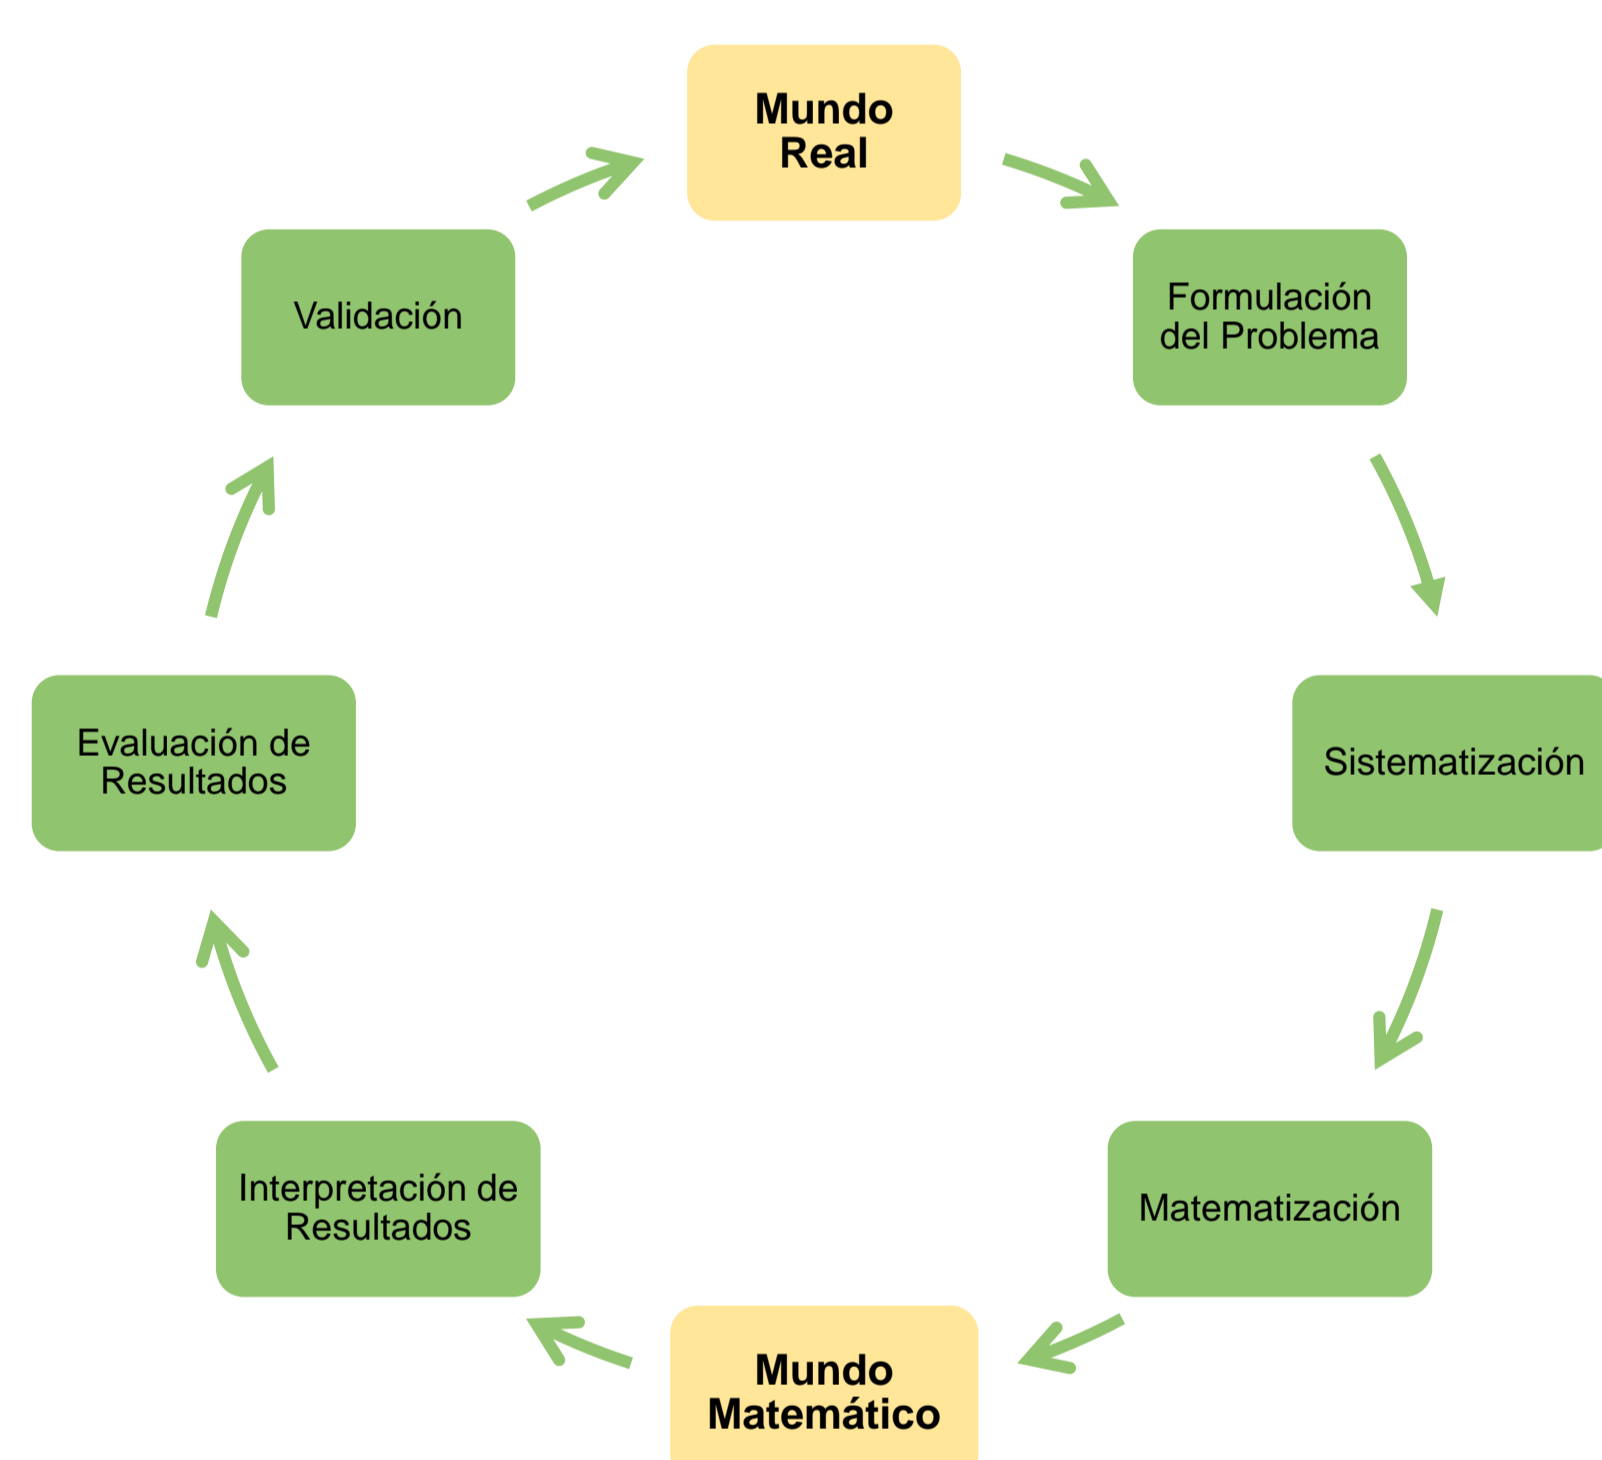 Mundo
Real
Formulación
del Problema
Sistematización
Matematización
Mundo
Matemático
Interpretación de
Resultados
Evaluación de
Resultados
Validación